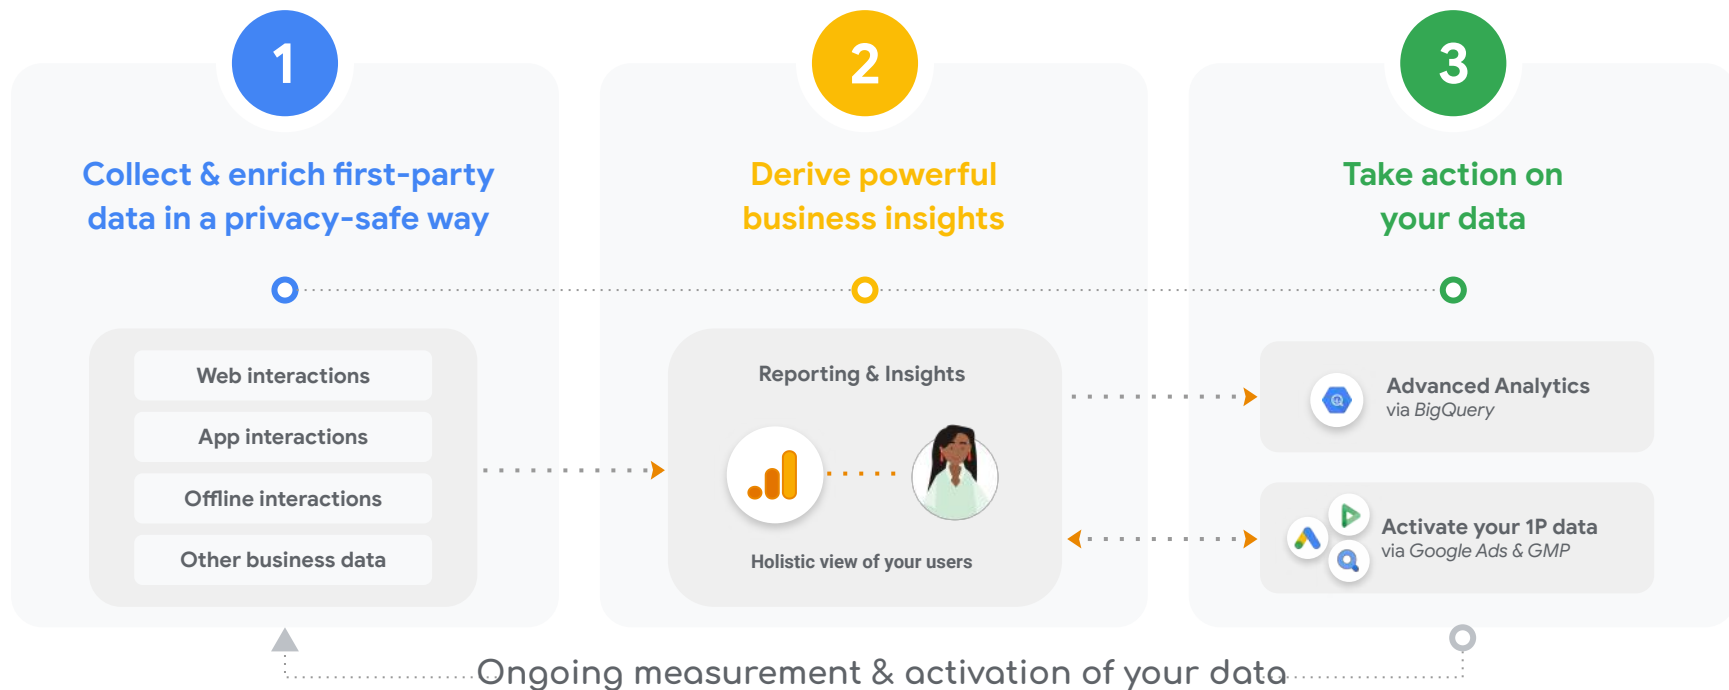 1
Collect & enrich first-party
data in a privacy-safe way
Web interactions
App interactions
Offline interactions
Other business data
2
Derive powerful
business insights
Reporting & Insights
Holistic view of your users
3
Take action on
your data
Advanced Analytics
via BigQuery
Activate your 1P data
via Google Ads & GMP
Ongoing measurement & activation of your data